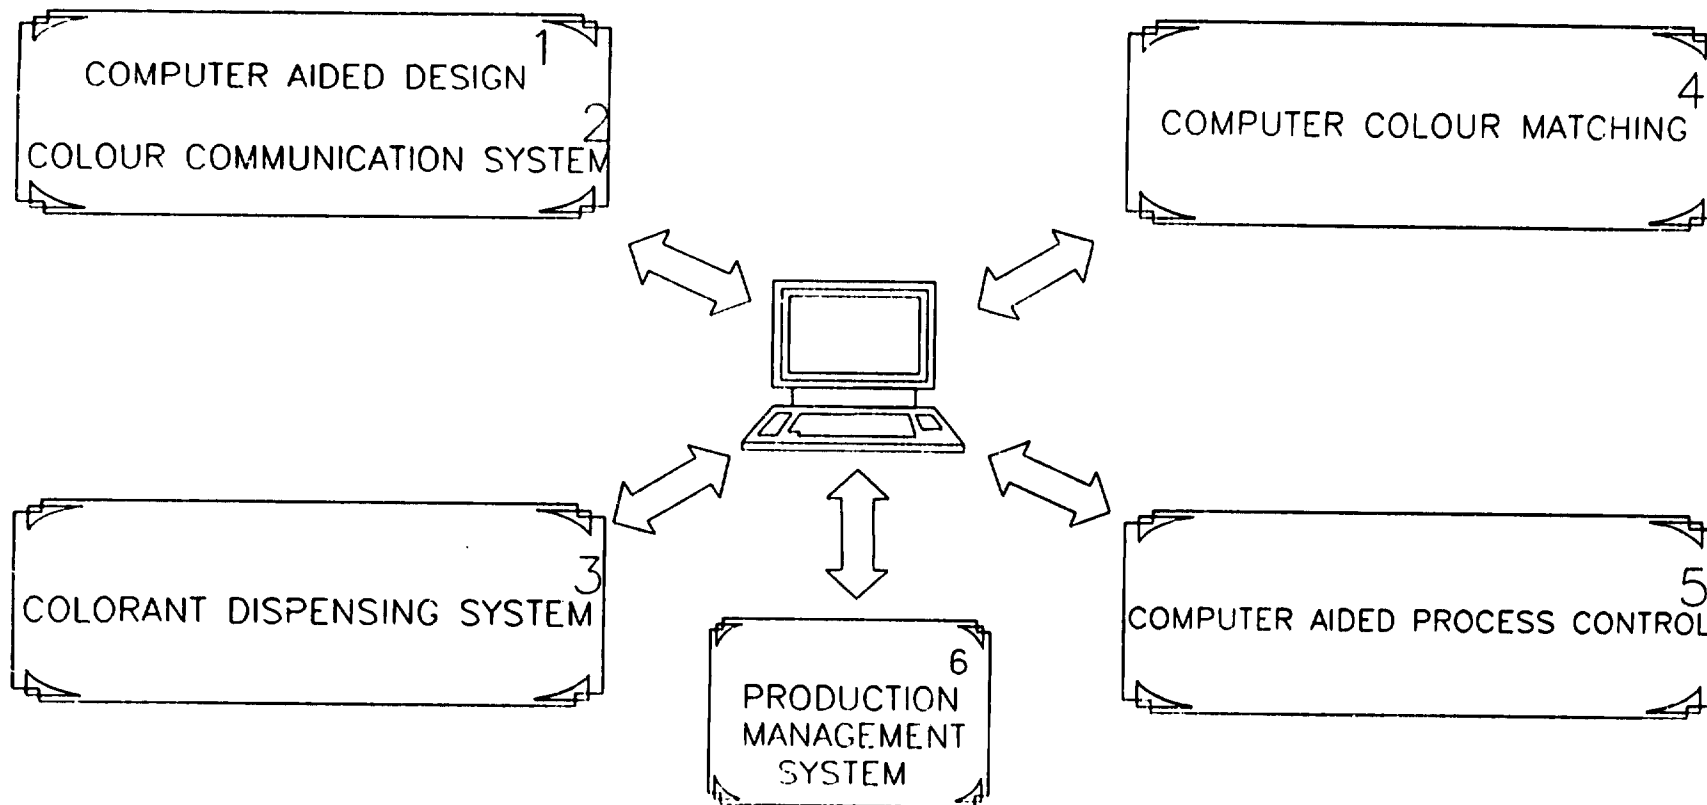 1
COMPUTER AIDED DESIGN
2
COLOUR COMMUNICATION SYSTEM
4
COMPUTER COLOUR MATCHING
3
COLORANT DISPENSING SYSTEM
5
COMPUTER AIDED PROCESS CONTROL
6
PRODUCTION
MANAGEMENT
SYSTEM